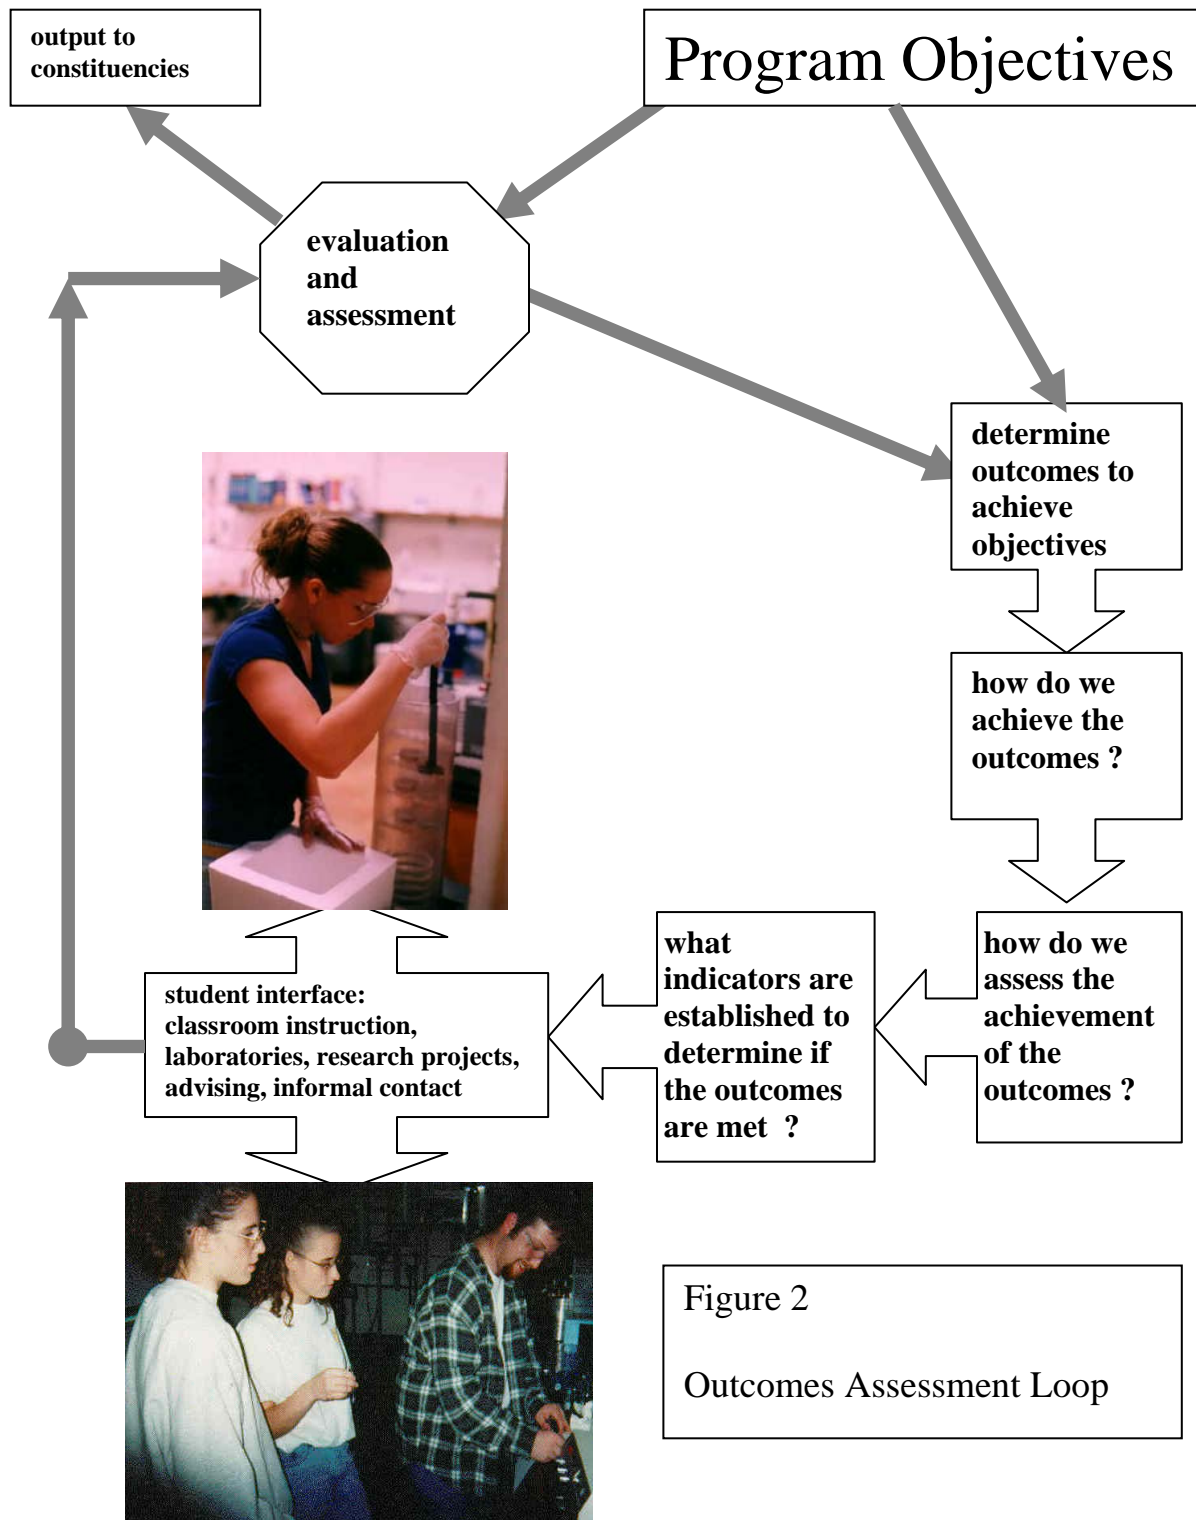 output to
constituencies
Program Objectives
evaluation
and
assessment
determine
outcomes to
achieve
objectives
how do we
achieve the
outcomes ?
how do we
assess the
achievement
of the
outcomes ?
what
indicators are
established to
determine if
the outcomes
are met ?
student interface:
classroom instruction,
laboratories, research projects,
advising, informal contact
Figure 2
Outcomes Assessment Loop